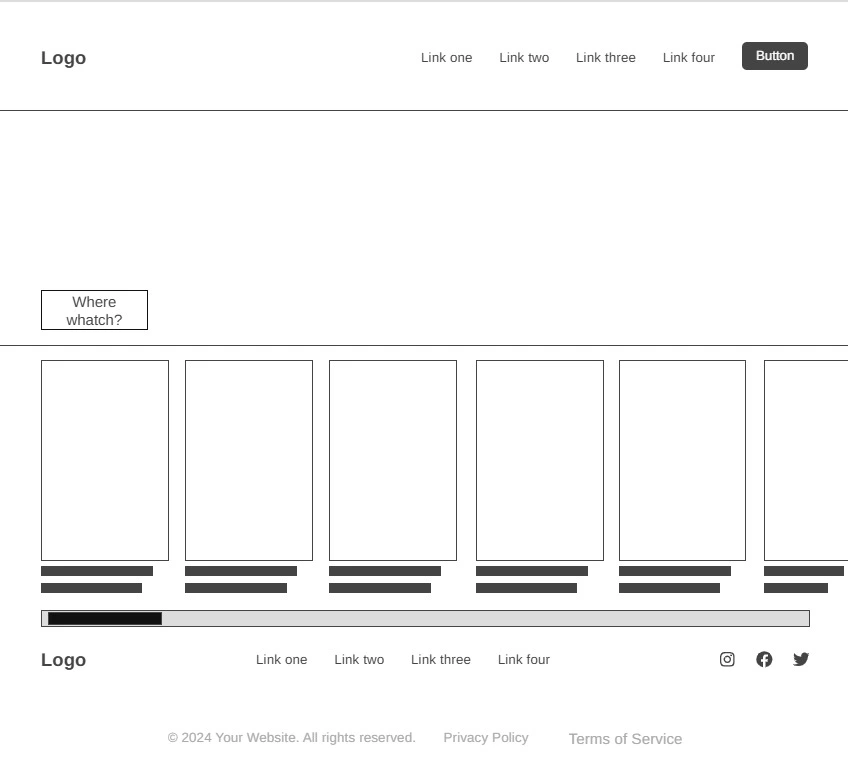 Logo
Link one Link two Link three Link four Button
Where
whatch?
Logo Link one Link two Link three Link four
© 2024 Your Website. All rights reserved. Privacy Policy Terms of Service